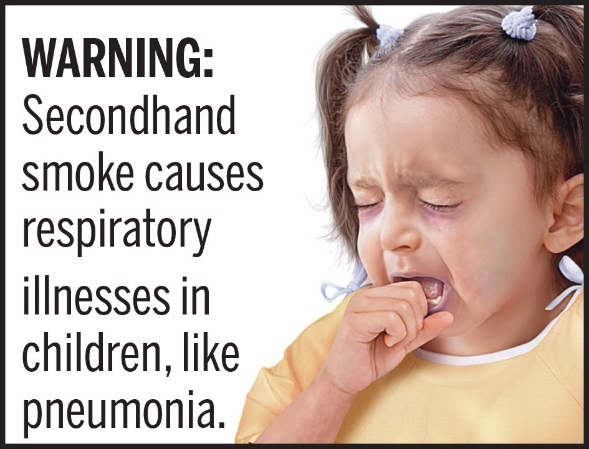 WARNING:
Secondhand
smoke causes
respiratory
illnesses in
children, like
pneumonia.